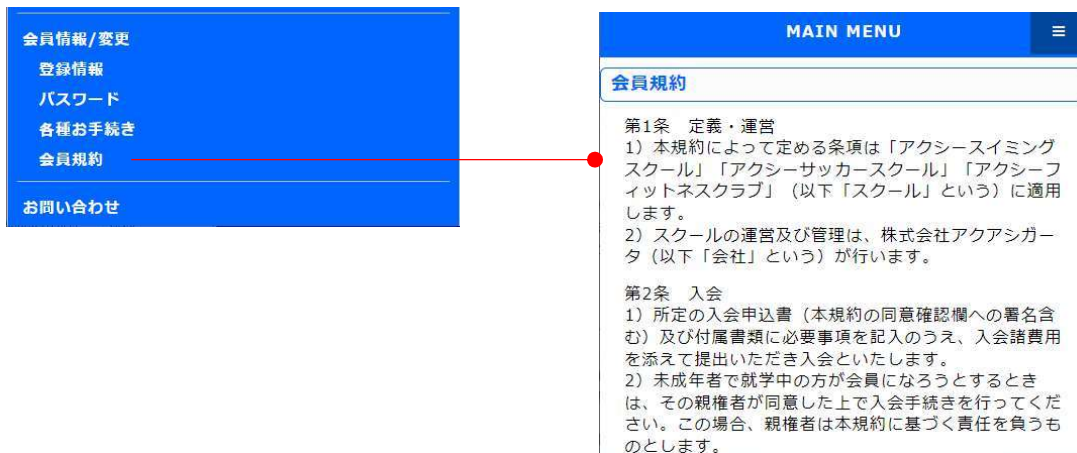 会員情報/変更
登録情報
パスワード
各種お手続き
会員規約
お問い合わせ
MAIN MENU
会員規約
第1条　定義・運営
1）本規約によって定める条項は「アクシースイミング
スクール」「アクシーサッカースクール」「アクシーフ
ィットネスクラブ」（以下「スクール」という）に適用
します。
2）スクールの運営及び管理は、株式会社アクアシガー
タ（以下「会社」という）が行います。
第2条　入会
1）所定の入会申込書（本規約の同意確認欄への署名含
む）及び付属書類に必要事項を記入のうえ、入会諸費用
を添えて提出いただき入会といたします。
2）未成年者で就学中の方が会員になろうとするとき
は、その親権者が同意した上で入会手続きを行ってくだ
さい。この場合、親権者は本規約に基づく責任を負うも
のとします。